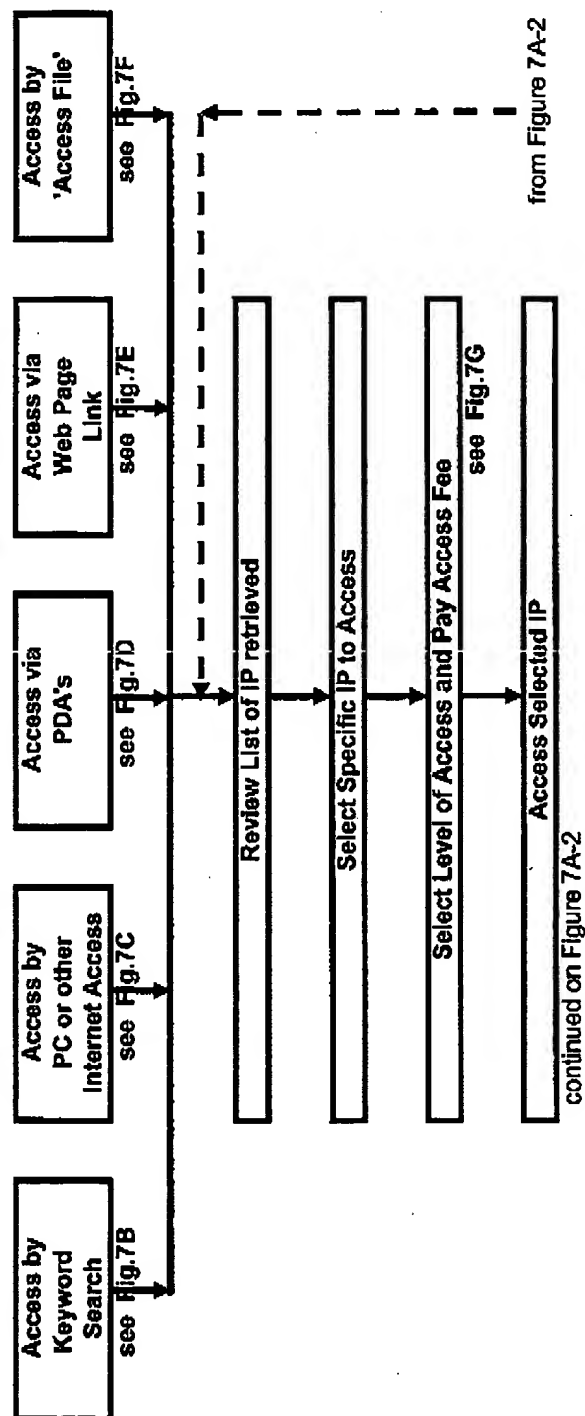 Access by
Keyword
Search
see Fig.7B
Access by
PC or other
Internet Access
see Fig.7C
Access via
PDA's
see Fig.7D
Access via
Web Page
Link
see Fig.7E
Access by
'Access File'
see Fig.7F
Review List of IP retrieved
Select Specific IP to Access
Select Level of Access and Pay Access Fee
see Fig.7G
Access Selected IP
continued on Figure 7A-2
from Figure 7A-2